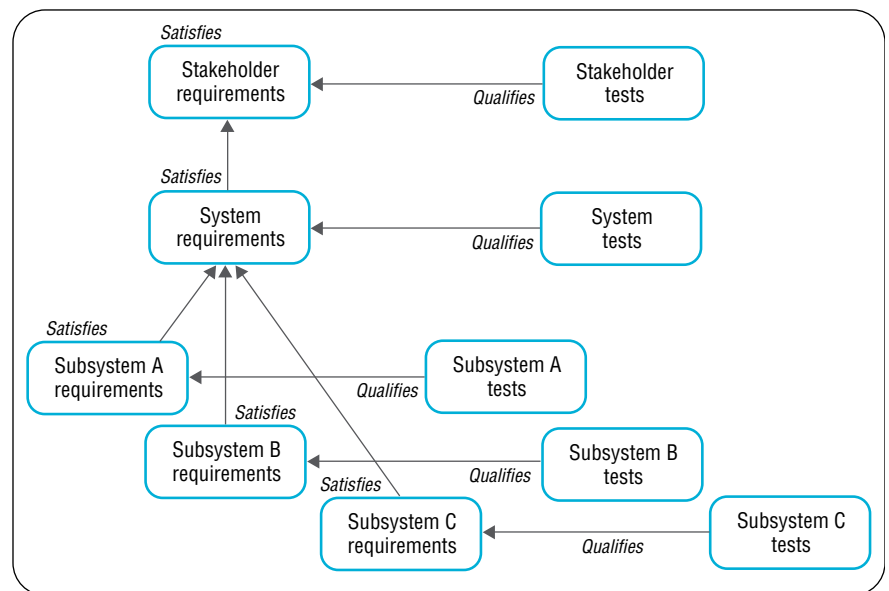 Satisfies
Stakeholder
requirements
Stakeholder
tests
Qualifies
Satisfies
System
requirements
System
tests
Qualifies
Satisfies
Subsystem A
requirements
Subsystem A
tests
Qualifies
Satisfies
Subsystem B
requirements
Subsystem B
tests
Qualifies
Satisfies
Subsystem C
requirements
Subsystem C
tests
Qualifies